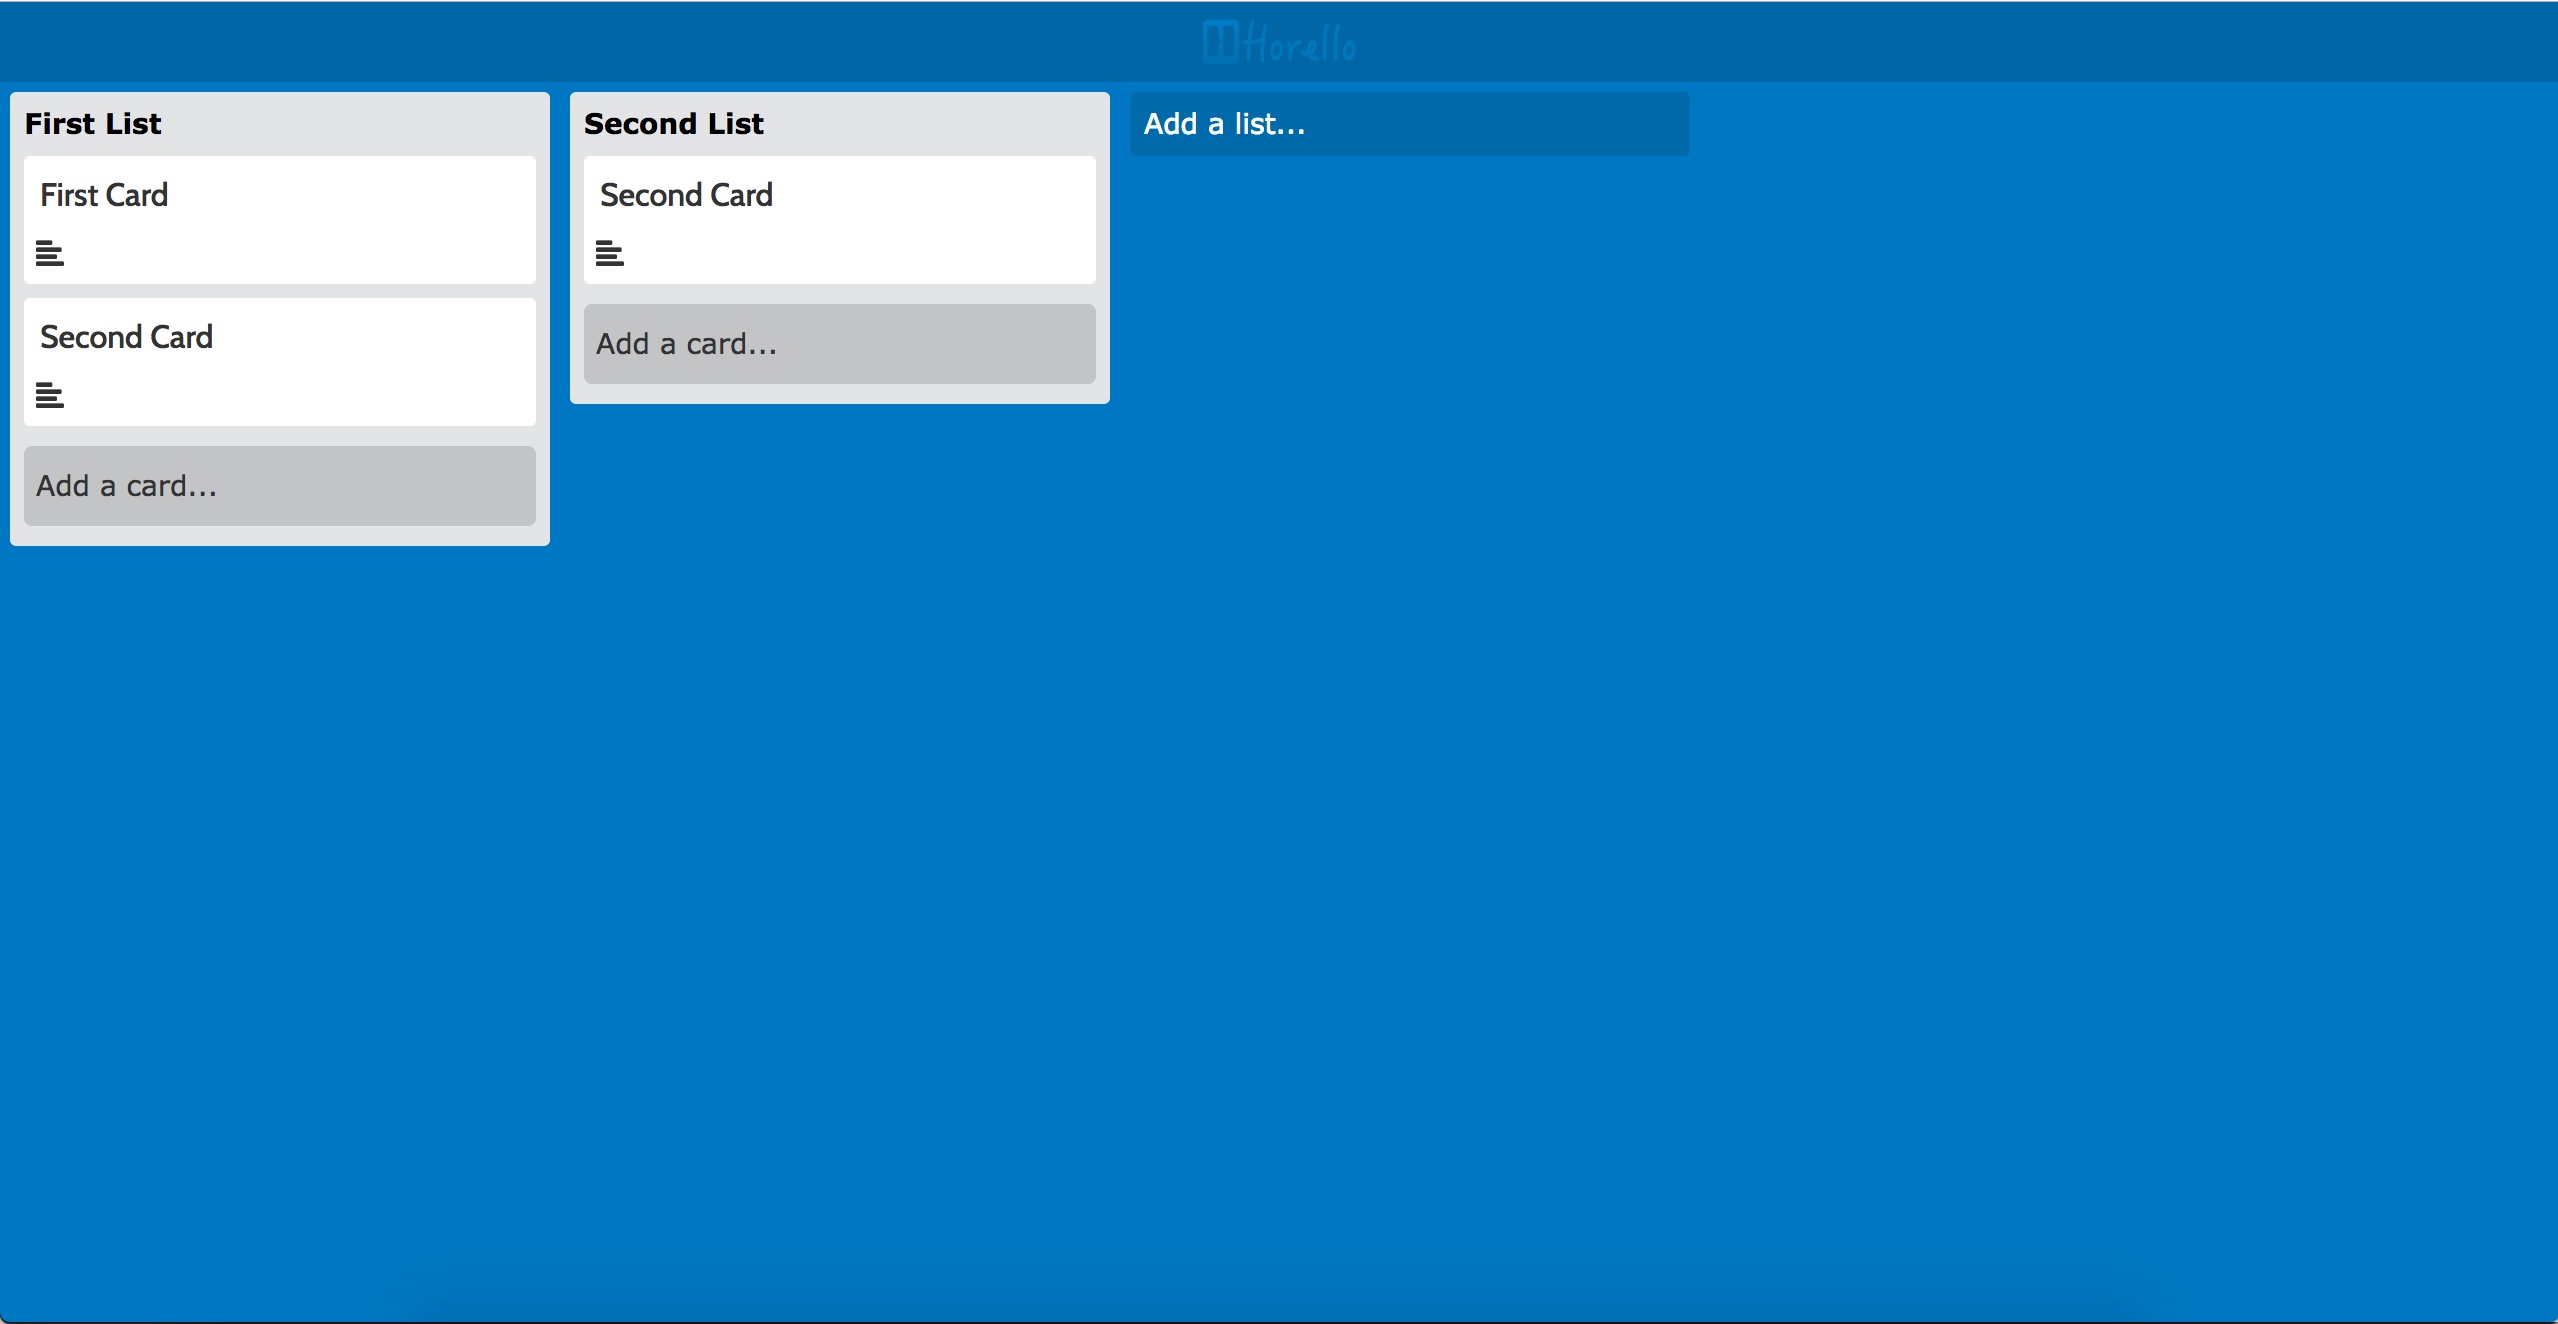 Horello
First List
First Card
Second Card
Add a card...
Second List
Second Card
Add a card...
Add a list...